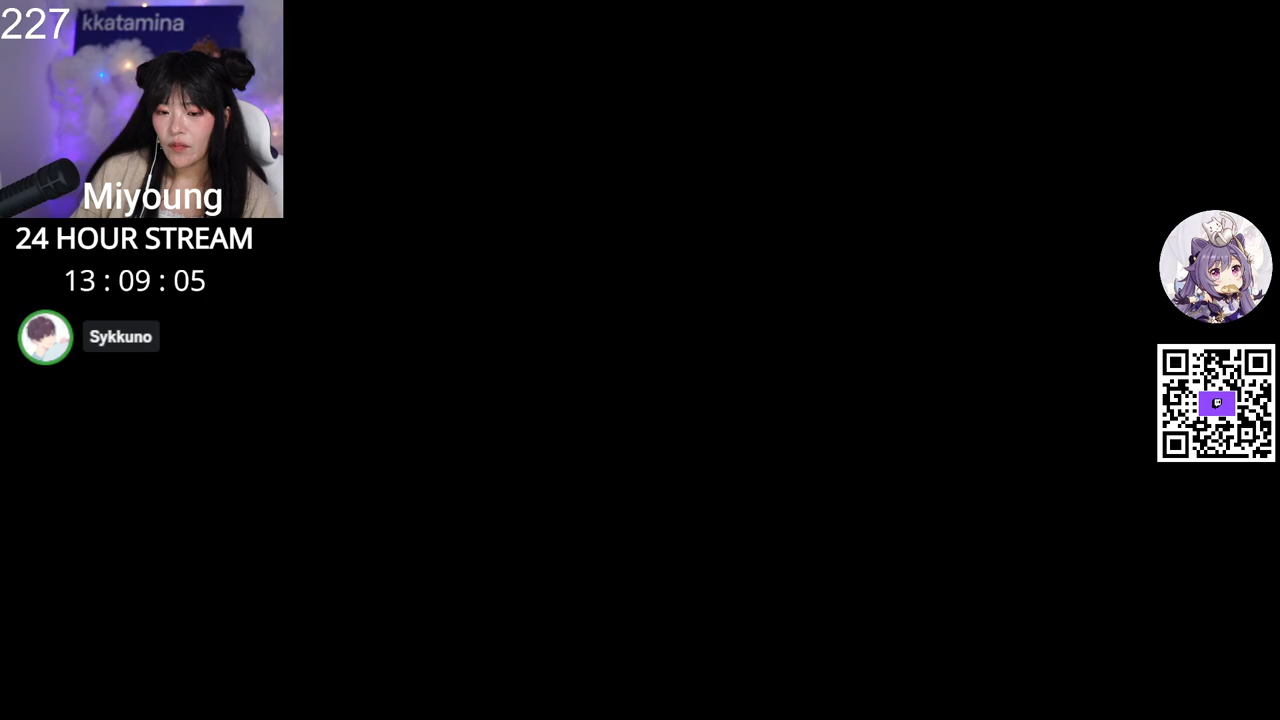 227
kkatamina
Miyoung
24 HOUR STREAM
13 : 09 : 05
Sykkuno